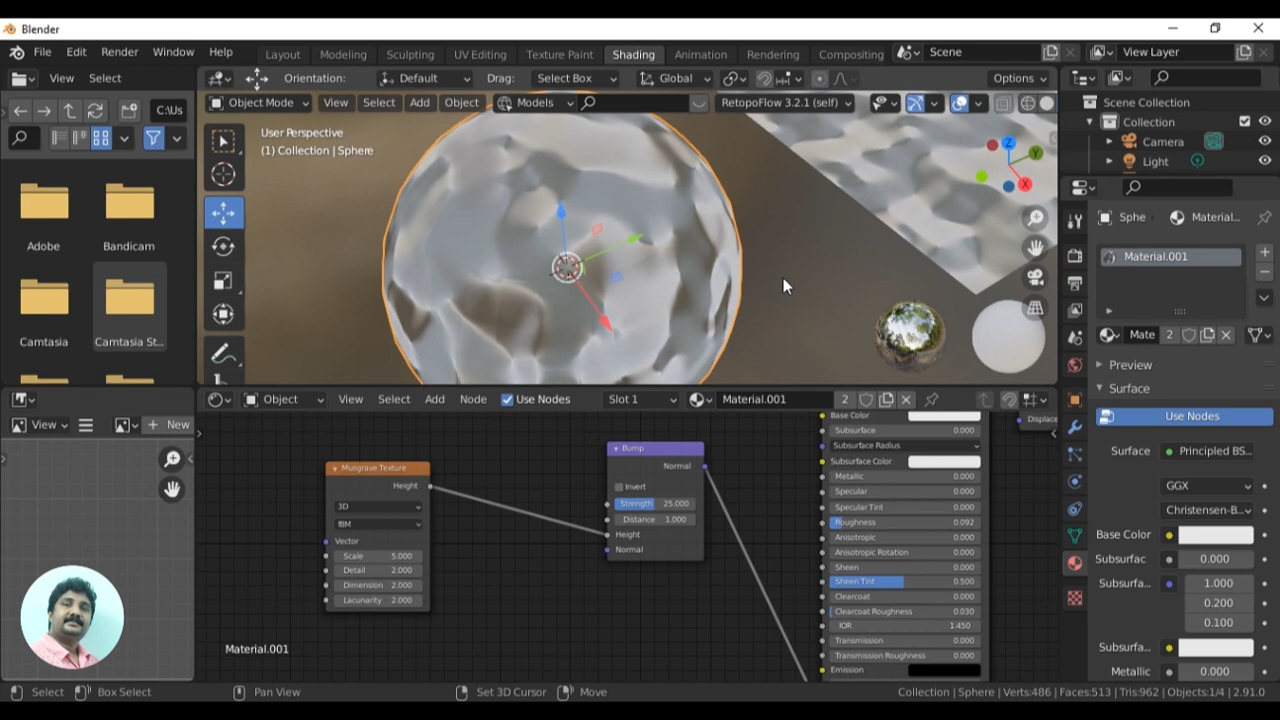 Blender
File Edit Render Window Help Layout Modeling Sculpting UV Editing Texture Paint Shading Animation Rendering Compositing Scene View Layer
View Select Orientation: Default Drag: Select Box Global Options
C:\Us Object Mode View Select Add Object Models RetopoFlow 3.2.1 (self) Scene Collection
Collection
Camera
Light
User Perspective
(1) Collection | Sphere
Z
Y
X
Adobe Bandicam
Camtasia Camtasia St...
Sphe Material...
Material.001
Mate 2
Preview
Surface
Use Nodes
Surface Principled BS...
GGX
Christensen-B...
Base Color
Subsurfac 0.000
Subsurfa... 1.000
0.200
0.100
Subsurfa...
Metallic 0.000
View New
Object View Select Add Node Use Nodes Slot 1 Material.001 2
Musgrave Texture
Height
3D
fBM
Vector
Scale 5.000
Detail 2.000
Dimension 2.000
Lacunarity 2.000
Bump
Normal
Invert
Strength 25.000
Distance 1.000
Height
Normal
Base Color
Subsurface 0.000
Subsurface Radius
Subsurface Color
Metallic 0.000
Specular 0.000
Specular Tint 0.000
Roughness 0.092
Anisotropic 0.000
Anisotropic Rotation 0.000
Sheen 0.000
Sheen Tint 0.500
Clearcoat 0.000
Clearcoat Roughness 0.030
IOR 1.450
Transmission 0.000
Transmission Roughness 0.000
Emission
Displace
Material.001
Select Box Select Pan View Set 3D Cursor Move Collection | Sphere | Verts:486 | Faces:513 | Tris:962 | Objects:1/4 | 2.91.0